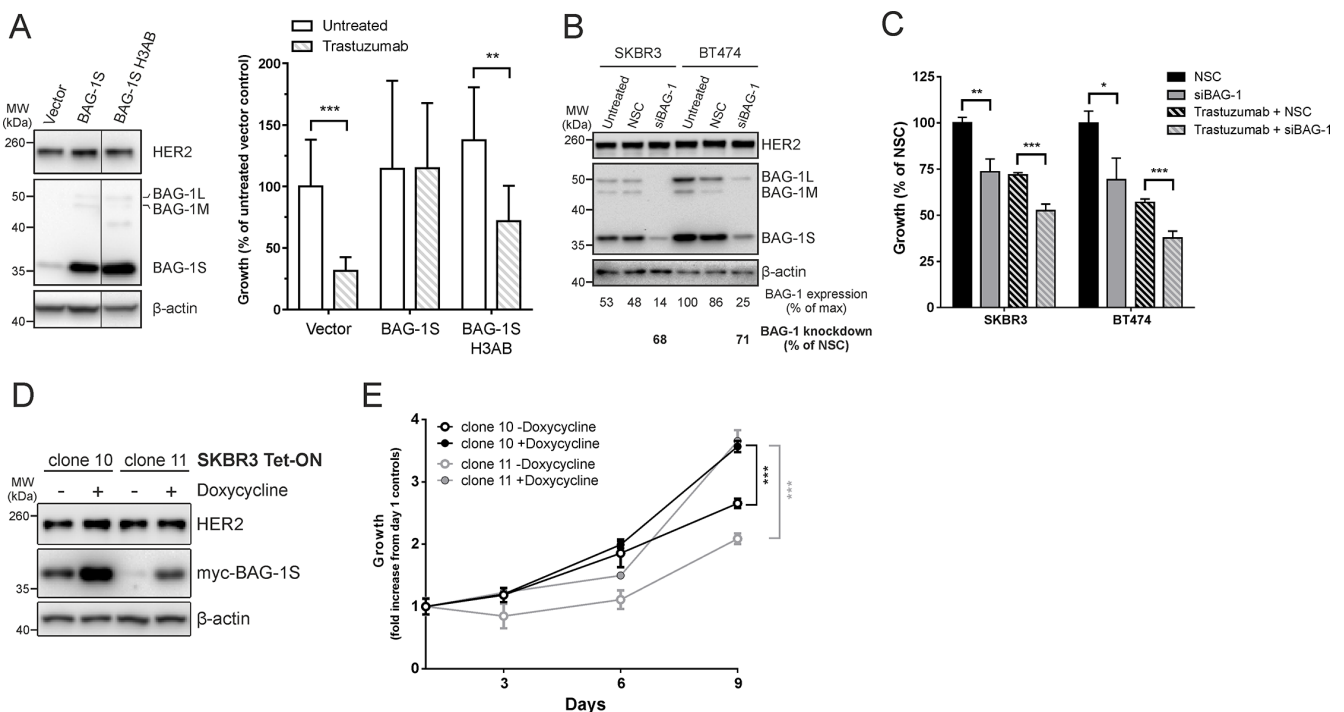 A
Vector
BAG-1S
BAG-1S H3AB
MW
(kDa)
260
HER2
50
BAG-1L
BAG-1M
40
BAG-1S
35
β-actin
40
Untreated
Trastuzumab
Growth (% of untreated vector control)
200
150
100
50
0
***
**
Vector
BAG-1S
BAG-1S
H3AB
B
SKBR3
BT474
Untreated
NSC
siBAG-1
Untreated
NSC
siBAG-1
MW
(kDa)
260
HER2
50
BAG-1L
BAG-1M
40
BAG-1S
35
β-actin
40
53 48 14 100 86 25
BAG-1 expression
(% of max)
68 71
BAG-1 knockdown
(% of NSC)
C
NSC
siBAG-1
Trastuzumab + NSC
Trastuzumab + siBAG-1
Growth (% of NSC)
125
100
75
50
25
0
**
***
*
***
SKBR3
BT474
D
clone 10 clone 11 SKBR3 Tet-ON
MW
(kDa)
- + - + Doxycycline
260
HER2
myc-BAG-1S
35
β-actin
40
E
clone 10 -Doxycycline
clone 10 +Doxycycline
clone 11 -Doxycycline
clone 11 +Doxycycline
Growth
(fold increase from day 1 controls)
4
3
2
1
0
***
***
3 6 9
Days